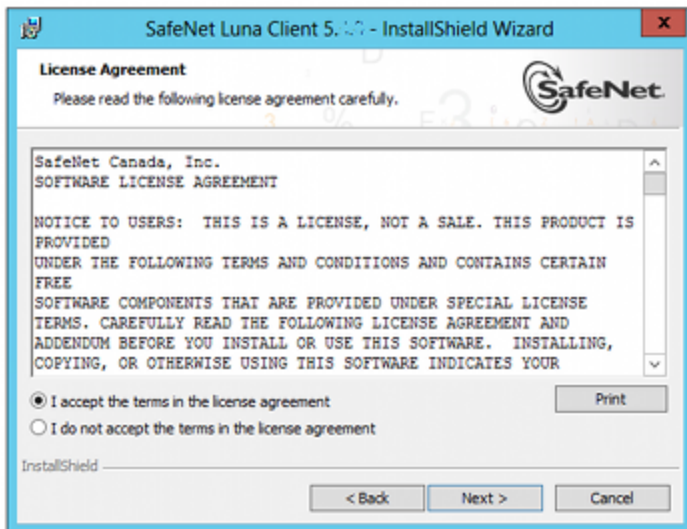 SafeNet Luna Client 5. - InstallShield Wizard
x
License Agreement
Please read the following license agreement carefully.
SafeNet.
SafeNet Canada, Inc.
SOFTWARE LICENSE AGREEMENT
NOTICE TO USERS:  THIS IS A LICENSE, NOT A SALE. THIS PRODUCT IS
PROVIDED
UNDER THE FOLLOWING TERMS AND CONDITIONS AND CONTAINS CERTAIN
FREE
SOFTWARE COMPONENTS THAT ARE PROVIDED UNDER SPECIAL LICENSE
TERMS. CAREFULLY READ THE FOLLOWING LICENSE AGREEMENT AND
ADDENDUM BEFORE YOU INSTALL OR USE THIS SOFTWARE.  INSTALLING,
COPYING, OR OTHERWISE USING THIS SOFTWARE INDICATES YOUR
I accept the terms in the license agreement
Print
I do not accept the terms in the license agreement
InstallShield
< Back
Next >
Cancel